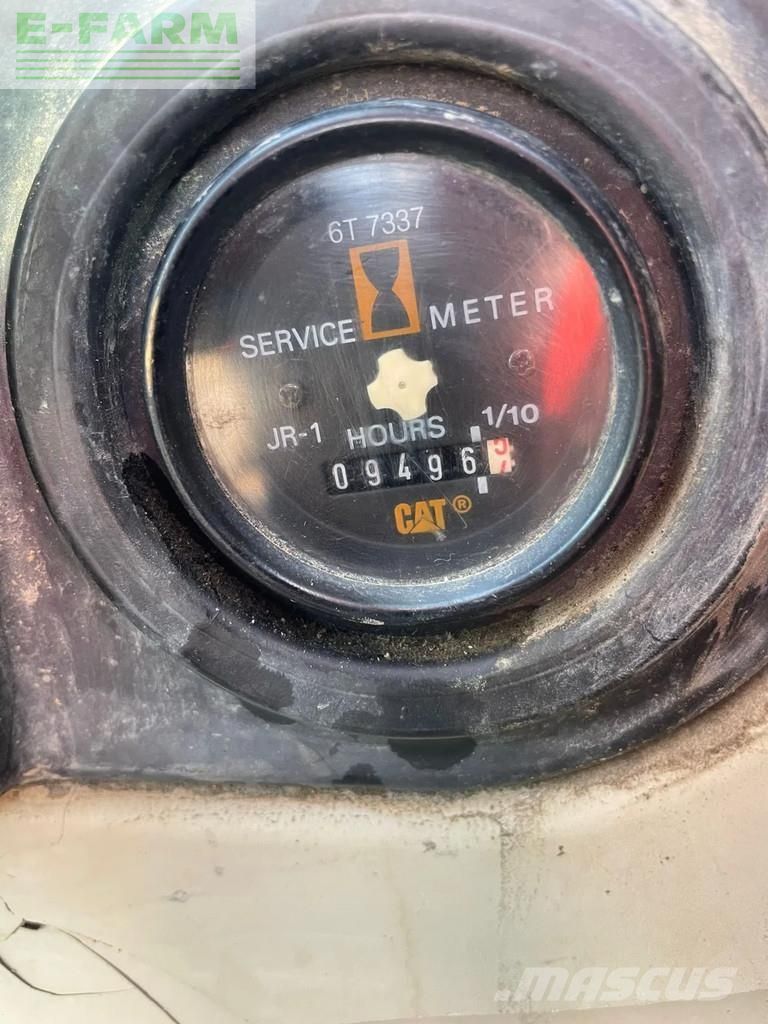 E-FARM
6T 7337
SERVICE METER
JR-1 HOURS 1/10
09496
CAT®
MASCUS